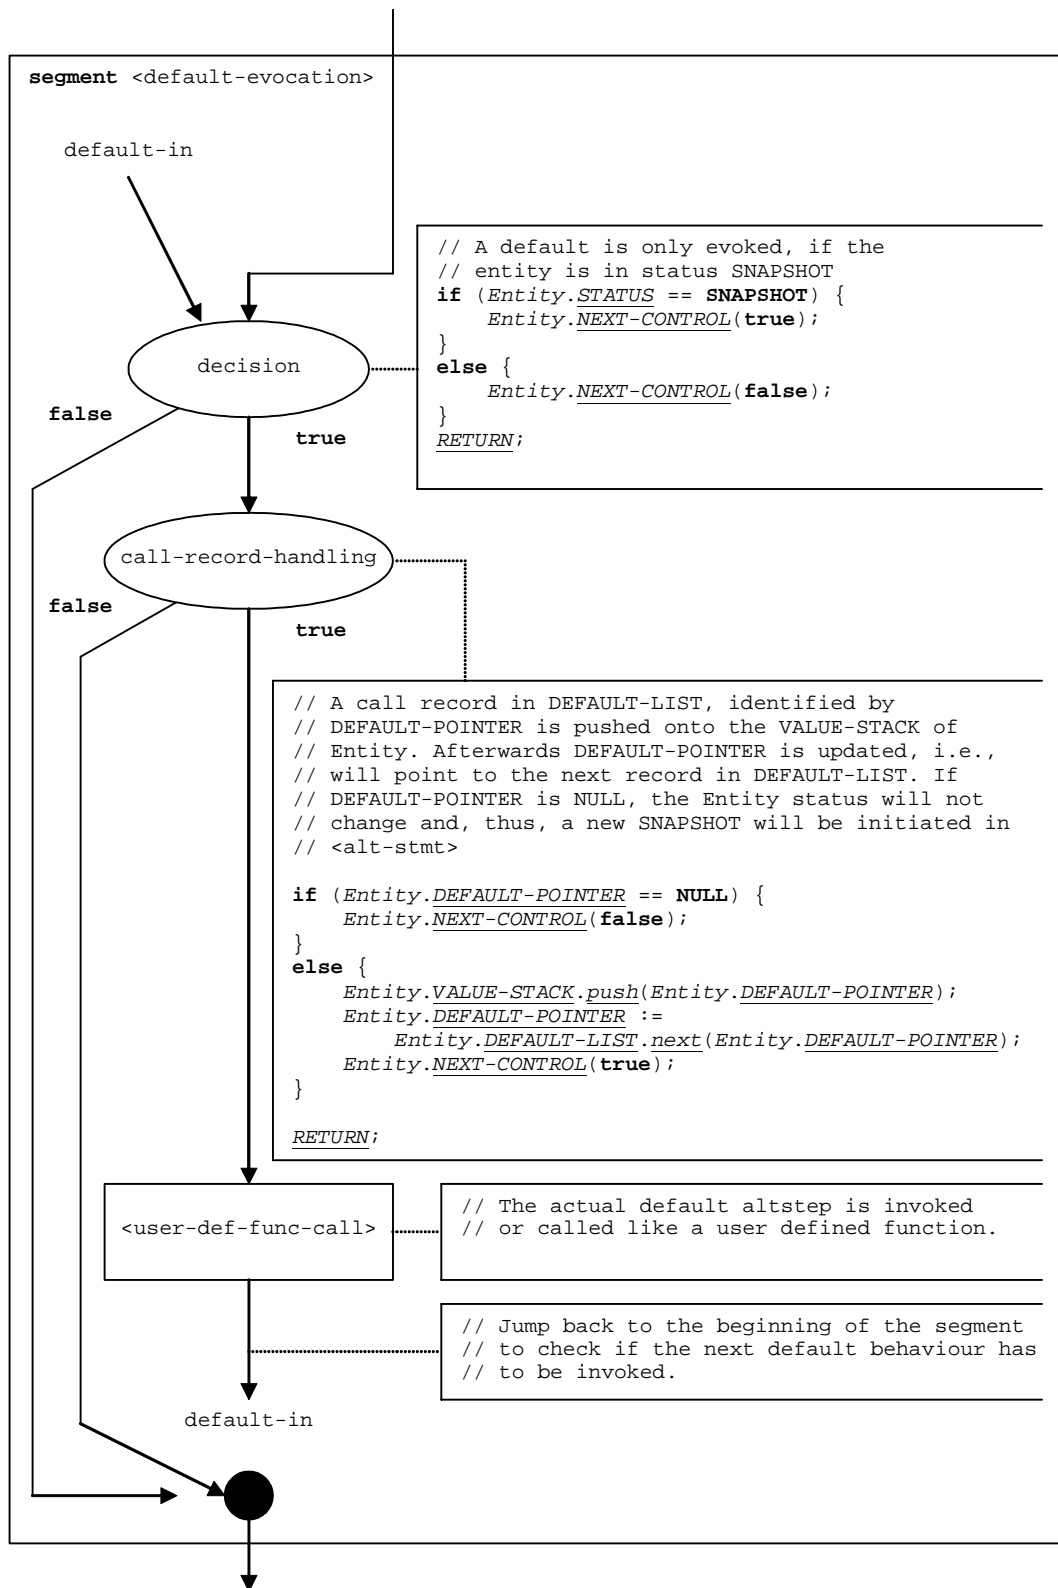 segment <default-evocation>
default-in
// A default is only evoked, if the
// entity is in status SNAPSHOT
if (Entity.STATUS == SNAPSHOT) {
Entity.NEXT-CONTROL(true);
}
else {
Entity.NEXT-CONTROL(false);
}
RETURN;
decision
false
true
call-record-handling
false
true
// A call record in DEFAULT-LIST, identified by
// DEFAULT-POINTER is pushed onto the VALUE-STACK of
// Entity. Afterwards DEFAULT-POINTER is updated, i.e.,
// will point to the next record in DEFAULT-LIST. If
// DEFAULT-POINTER is NULL, the Entity status will not
// change and, thus, a new SNAPSHOT will be initiated in
// <alt-stmt>
if (Entity.DEFAULT-POINTER == NULL) {
Entity.NEXT-CONTROL(false);
}
else {
Entity.VALUE-STACK.push(Entity.DEFAULT-POINTER);
Entity.DEFAULT-POINTER :=
Entity.DEFAULT-LIST.next(Entity.DEFAULT-POINTER);
Entity.NEXT-CONTROL(true);
}
RETURN;
<user-def-func-call>
// The actual default altstep is invoked
// or called like a user defined function.
// Jump back to the beginning of the segment
// to check if the next default behaviour has
// to be invoked.
default-in